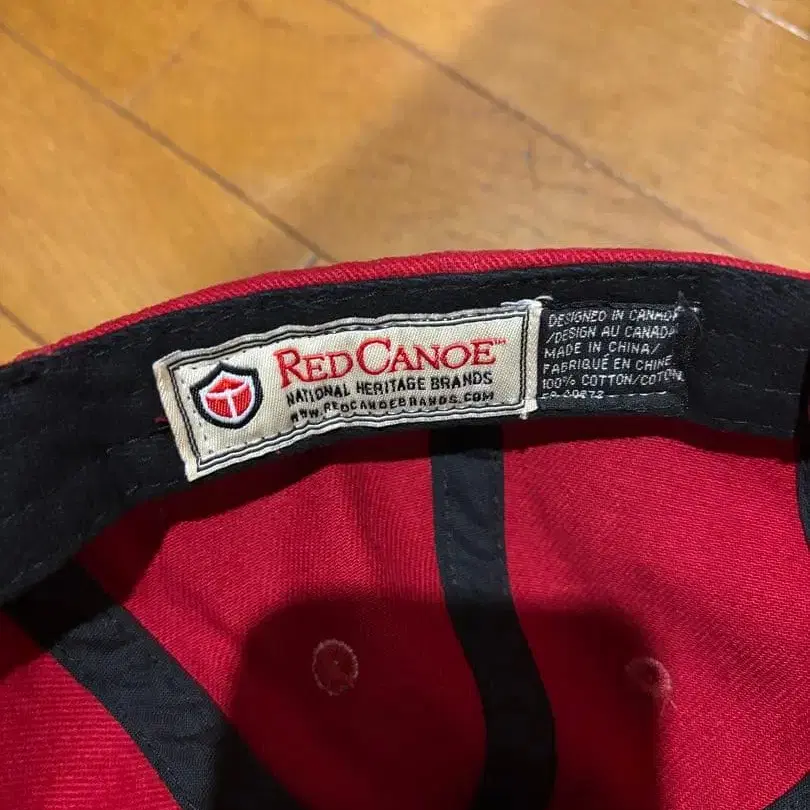 RED CANOE™
NATIONAL HERITAGE BRANDS
WWW.REDCANOEBRANDS.COM
DESIGNED IN CANADA
/DESIGN AU CANADA
MADE IN CHINA/
FABRIQUÉ EN CHINE
100% COTTON/COTON